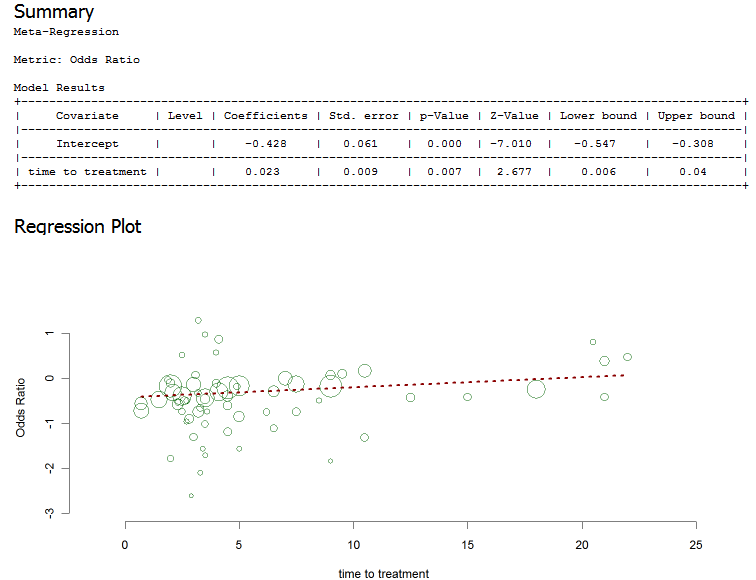 Summary
Meta-Regression
Metric: Odds Ratio
Model Results
Covariate | Level | Coefficients | Std. error | p-Value | Z-Value | Lower bound | Upper bound
Intercept | | -0.428 | 0.061 | 0.000 | -7.010 | -0.547 | -0.308
time to treatment | | 0.023 | 0.009 | 0.007 | 2.677 | 0.006 | 0.04
Regression Plot
1
0
-1
-2
-3
Odds Ratio
0 5 10 15 20 25
time to treatment